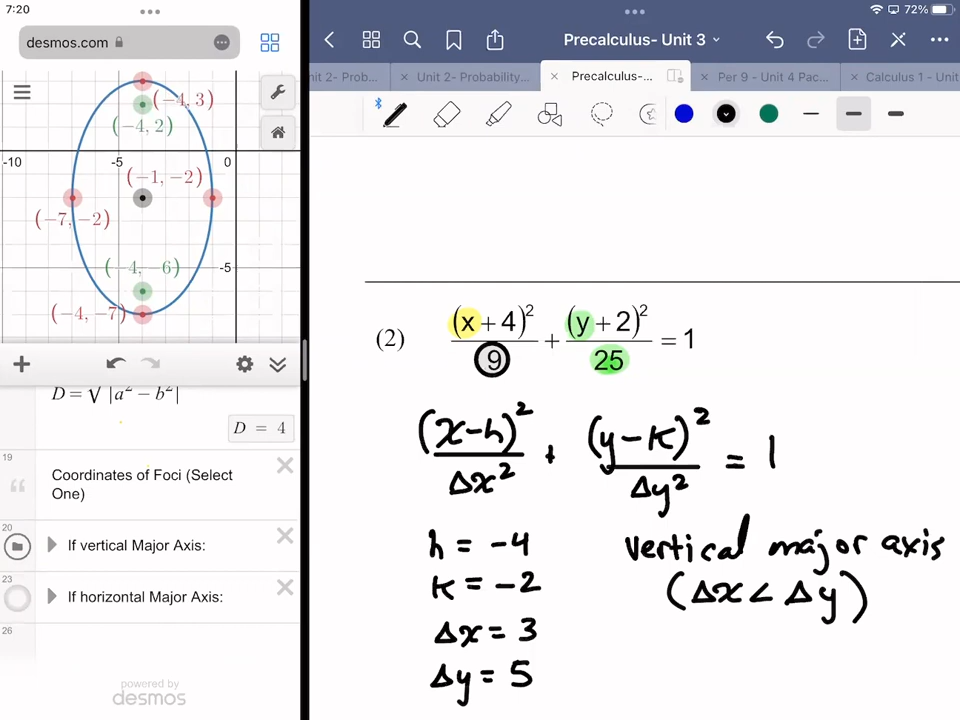 7:20
72%
desmos.com
Precalculus- Unit 3
nit 2- Prob...
× Unit 2- Probability...
× Precalculus-...
× Per 9 - Unit 4 Pac...
× Calculus 1 - Unit
(−4, 3)
(−4, 2)
-10 -5 0
(−1, −2)
(−7, −2)
(−4, −6)
-5
(−4, −7)
D = √|a² − b²|
D = 4
19
Coordinates of Foci (Select
One)
20
If vertical Major Axis:
23
If horizontal Major Axis:
26
powered by
desmos
(2) (x + 4)²/9 + (y + 2)²/25 = 1
(x−h)²/Δx² + (y−k)²/Δy² = 1
h = −4
k = −2
Δx = 3
Δy = 5
vertical major axis
(Δx < Δy)